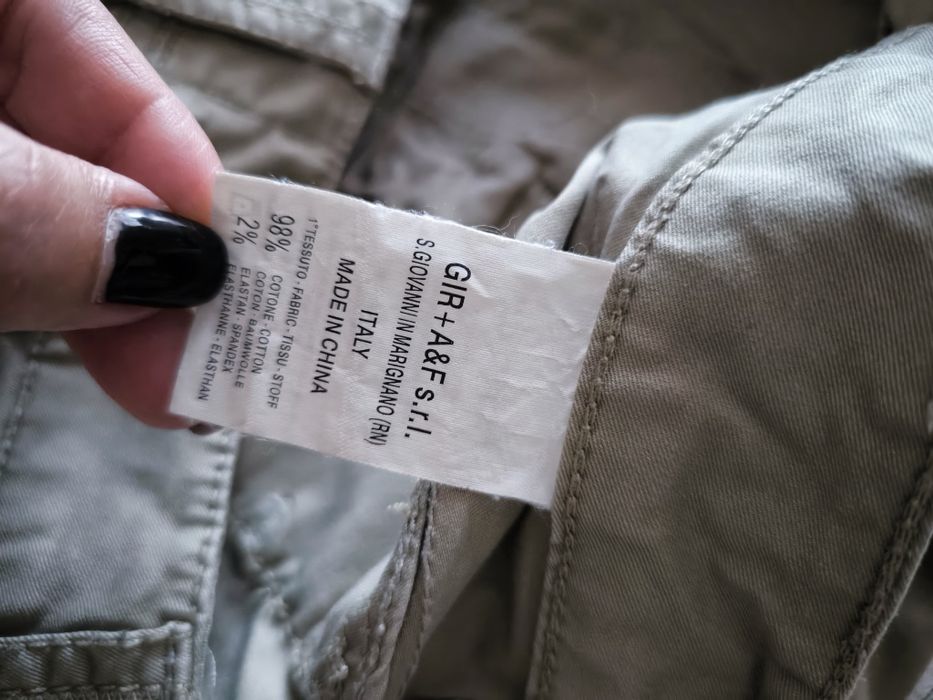 GIR+A&F s.r.l.
S.GIOVANNI IN MARIGNANO (RN)
ITALY
MADE IN CHINA
1°TESSUTO-FABRIC-TISSU-STOFF
98% COTONE-COTTON
COTON-BAUMWOLLE
2% ELASTAN-SPANDEX
ELASTHANNE-ELASTHAN